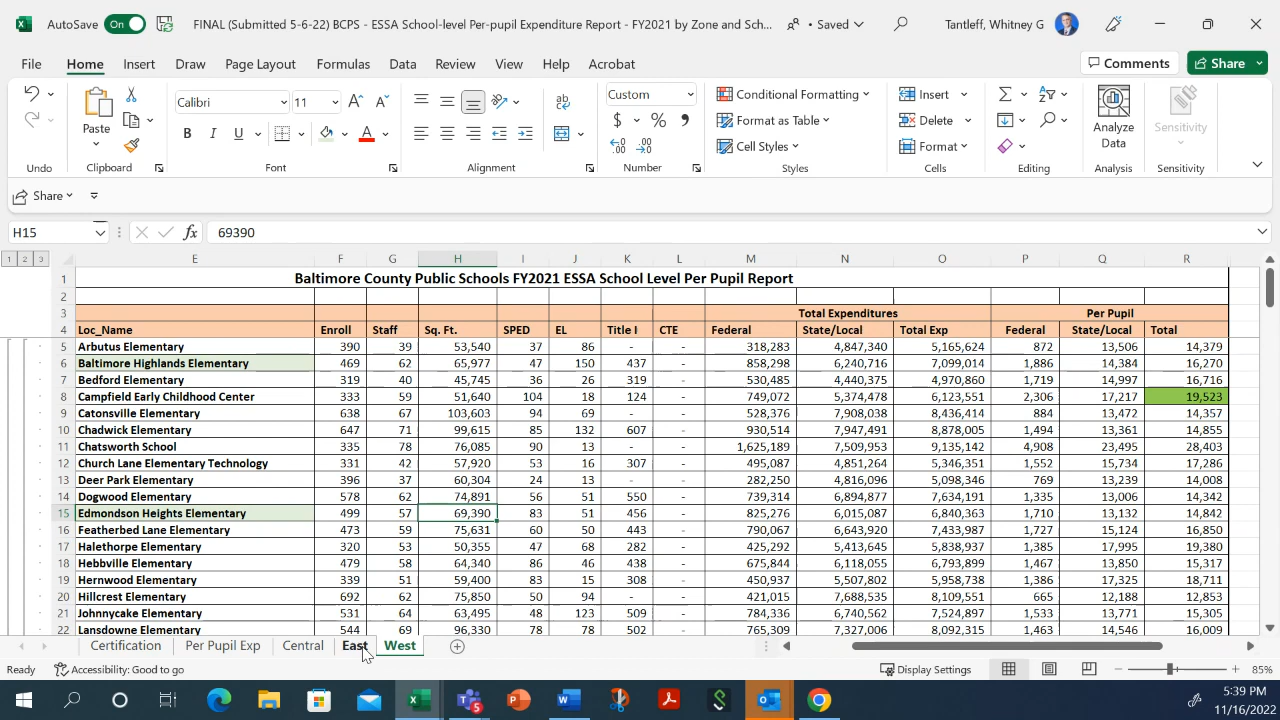 AutoSave On FINAL (Submitted 5-6-22) BCPS - ESSA School-level Per-pupil Expenditure Report - FY2021 by Zone and Sch... • Saved Tantleff, Whitney G
File Home Insert Draw Page Layout Formulas Data Review View Help Acrobat Comments Share
Calibri 11 Custom Conditional Formatting Insert
Paste B I U A $ % Format as Table Delete Analyze Data Sensitivity
Cell Styles Format
Undo Clipboard Font Alignment Number Styles Cells Editing Analysis Sensitivity
Share
H15 fx 69390
1 2 3 E F G H I J K L M N O P Q R
1 Baltimore County Public Schools FY2021 ESSA School Level Per Pupil Report
2
3 Total Expenditures Per Pupil
4 Loc_Name Enroll Staff Sq. Ft. SPED EL Title I CTE Federal State/Local Total Exp Federal State/Local Total
5 Arbutus Elementary 390 39 53,540 37 86 - - 318,283 4,847,340 5,165,624 872 13,506 14,379
6 Baltimore Highlands Elementary 469 62 65,977 47 150 437 - 858,298 6,240,716 7,099,014 1,886 14,384 16,270
7 Bedford Elementary 319 40 45,745 36 26 319 - 530,485 4,440,375 4,970,860 1,719 14,997 16,716
8 Campfield Early Childhood Center 333 59 51,640 104 18 124 - 749,072 5,374,478 6,123,551 2,306 17,217 19,523
9 Catonsville Elementary 638 67 103,603 94 69 - - 528,376 7,908,038 8,436,414 884 13,472 14,357
10 Chadwick Elementary 647 71 99,615 85 132 607 - 930,514 7,947,491 8,878,005 1,494 13,361 14,855
11 Chatsworth School 335 78 76,085 90 13 - - 1,625,189 7,509,953 9,135,142 4,908 23,495 28,403
12 Church Lane Elementary Technology 331 42 57,920 53 16 307 - 495,087 4,851,264 5,346,351 1,552 15,734 17,286
13 Deer Park Elementary 396 37 60,304 24 13 - - 282,250 4,816,096 5,098,346 769 13,239 14,008
14 Dogwood Elementary 578 62 74,891 56 51 550 - 739,314 6,894,877 7,634,191 1,335 13,006 14,342
15 Edmondson Heights Elementary 499 57 69,390 83 51 456 - 825,276 6,015,087 6,840,363 1,710 13,132 14,842
16 Featherbed Lane Elementary 473 59 75,631 60 50 443 - 790,067 6,643,920 7,433,987 1,727 15,124 16,850
17 Halethorpe Elementary 320 53 50,355 47 68 282 - 425,292 5,413,645 5,838,937 1,385 17,995 19,380
18 Hebbville Elementary 479 58 64,340 86 46 438 - 675,844 6,118,055 6,793,899 1,467 13,850 15,317
19 Hernwood Elementary 339 51 59,400 83 15 308 - 450,937 5,507,802 5,958,738 1,386 17,325 18,711
20 Hillcrest Elementary 692 62 75,850 50 94 - - 421,015 7,688,535 8,109,551 665 12,188 12,853
21 Johnnycake Elementary 531 64 63,495 48 123 509 - 784,336 6,740,562 7,524,897 1,533 13,771 15,305
22 Lansdowne Elementary 544 69 96,330 78 78 502 - 765,309 7,327,006 8,092,315 1,463 14,546 16,009
Certification Per Pupil Exp Central East West
Ready Accessibility: Good to go Display Settings 85%
5:39 PM
11/16/2022